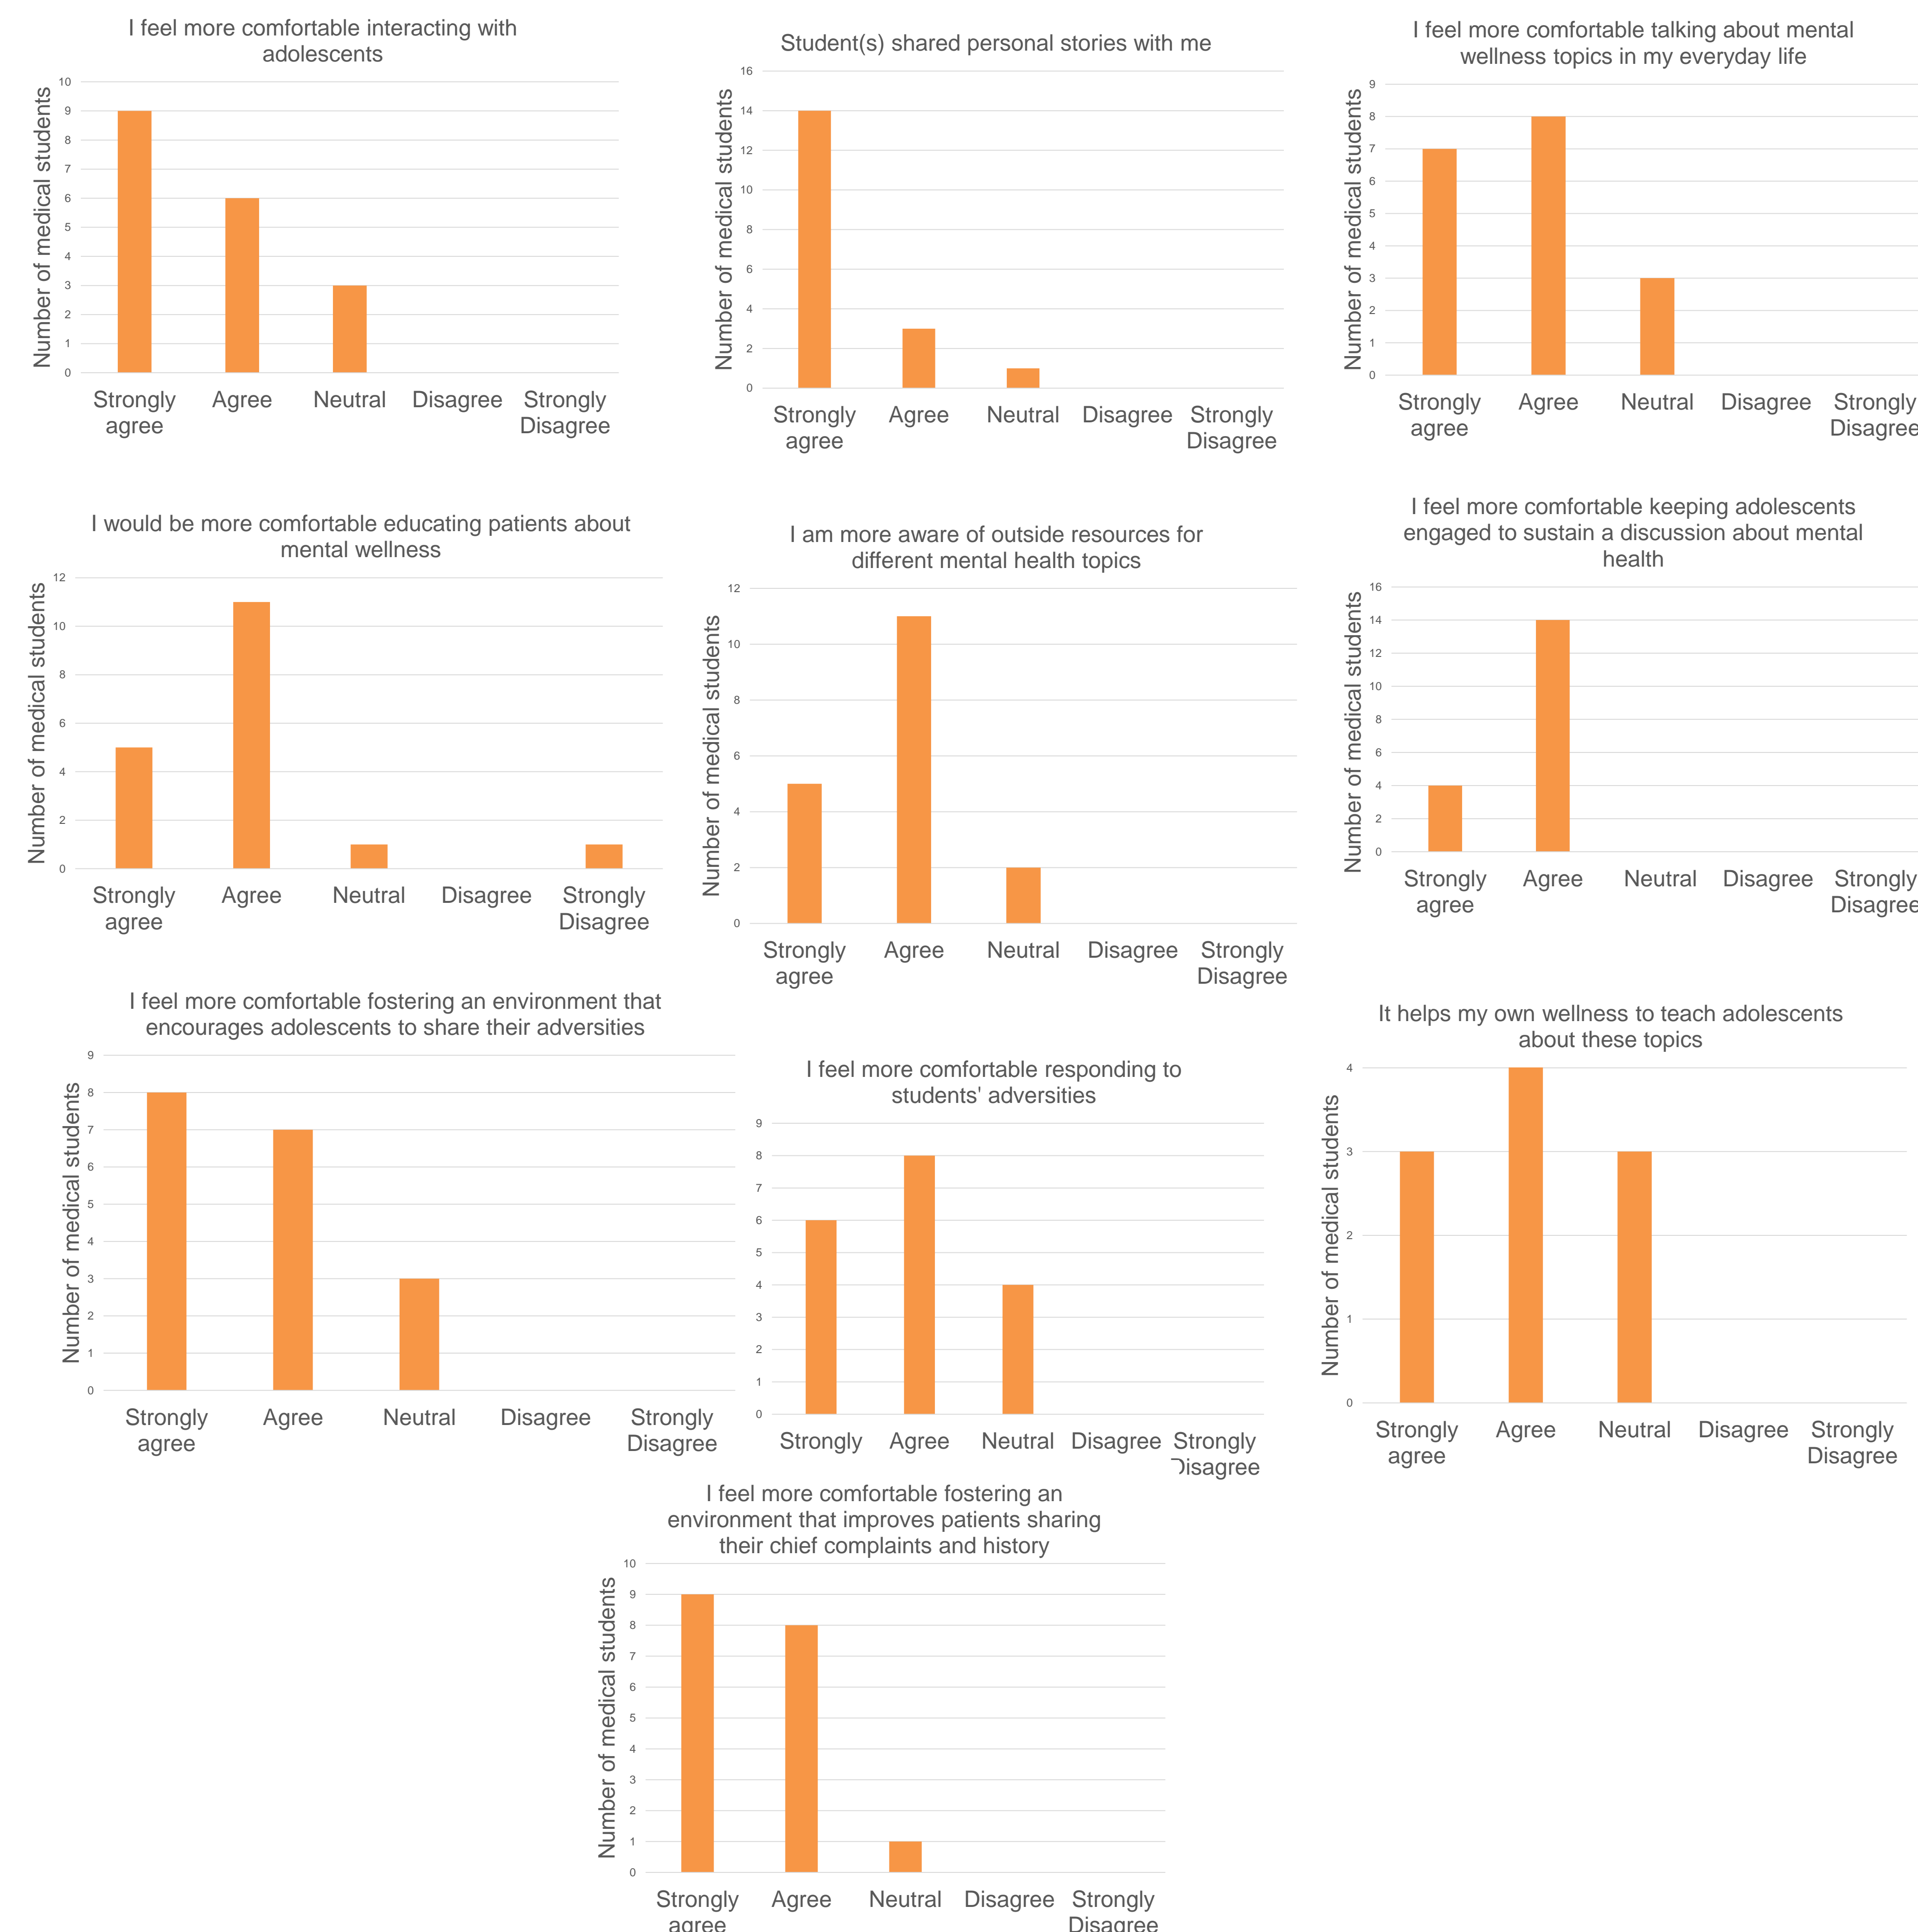 I feel more comfortable interacting with
adolescents
10
9
8
7
6
5
4
3
2
1
0
Number of medical students
Strongly agree
Agree
Neutral
Disagree
Strongly Disagree
Student(s) shared personal stories with me
16
14
12
10
8
6
4
2
0
Number of medical students
Strongly agree
Agree
Neutral
Disagree
Strongly Disagree
I feel more comfortable talking about mental
wellness topics in my everyday life
9
8
7
6
5
4
3
2
1
0
Number of medical students
Strongly agree
Agree
Neutral
Disagree
Strongly Disagree
I would be more comfortable educating patients about
mental wellness
12
10
8
6
4
2
0
Number of medical students
Strongly agree
Agree
Neutral
Disagree
Strongly Disagree
I am more aware of outside resources for
different mental health topics
12
10
8
6
4
2
0
Number of medical students
Strongly agree
Agree
Neutral
Disagree
Strongly Disagree
I feel more comfortable keeping adolescents
engaged to sustain a discussion about mental
health
16
14
12
10
8
6
4
2
0
Number of medical students
Strongly agree
Agree
Neutral
Disagree
Strongly Disagree
I feel more comfortable fostering an environment that
encourages adolescents to share their adversities
9
8
7
6
5
4
3
2
1
0
Number of medical students
Strongly agree
Agree
Neutral
Disagree
Strongly Disagree
I feel more comfortable responding to
students' adversities
9
8
7
6
5
4
3
2
1
0
Number of medical students
Strongly
Agree
Neutral
Disagree
Strongly Disagree
It helps my own wellness to teach adolescents
about these topics
4
3
2
1
0
Number of medical students
Strongly agree
Agree
Neutral
Disagree
Strongly Disagree
I feel more comfortable fostering an
environment that improves patients sharing
their chief complaints and history
10
9
8
7
6
5
4
3
2
1
0
Number of medical students
Strongly agree
Agree
Neutral
Disagree
Strongly Disagree